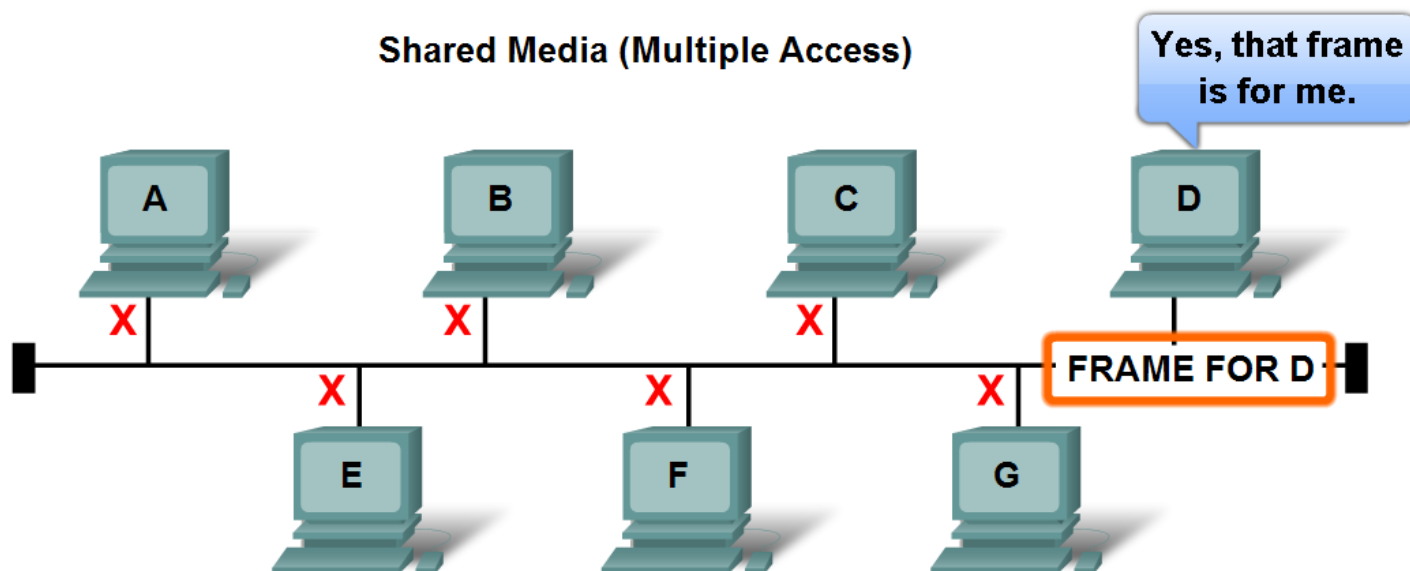 Shared Media (Multiple Access)
Yes, that frame
is for me.
A
B
C
D
X
X
X
FRAME FOR D
X
X
X
E
F
G